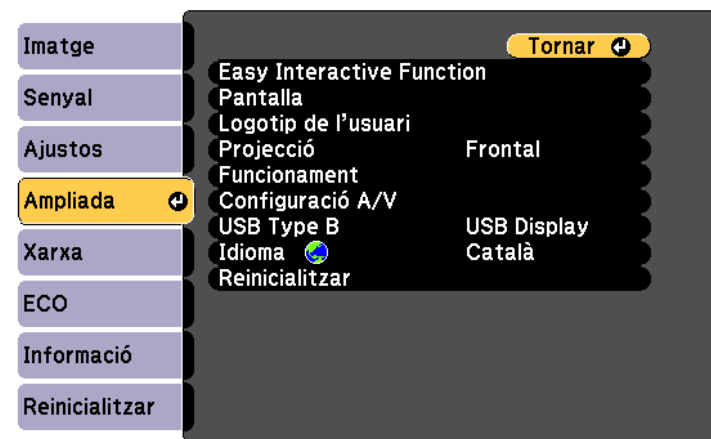 Imatge
Senyal
Ajustos
Ampliada
Xarxa
ECO
Informació
Reinicialitzar
Tornar
Easy Interactive Function
Pantalla
Logotip de l'usuari
Projecció Frontal
Funcionament
Configuració A/V
USB Type B USB Display
Idioma Català
Reinicialitzar